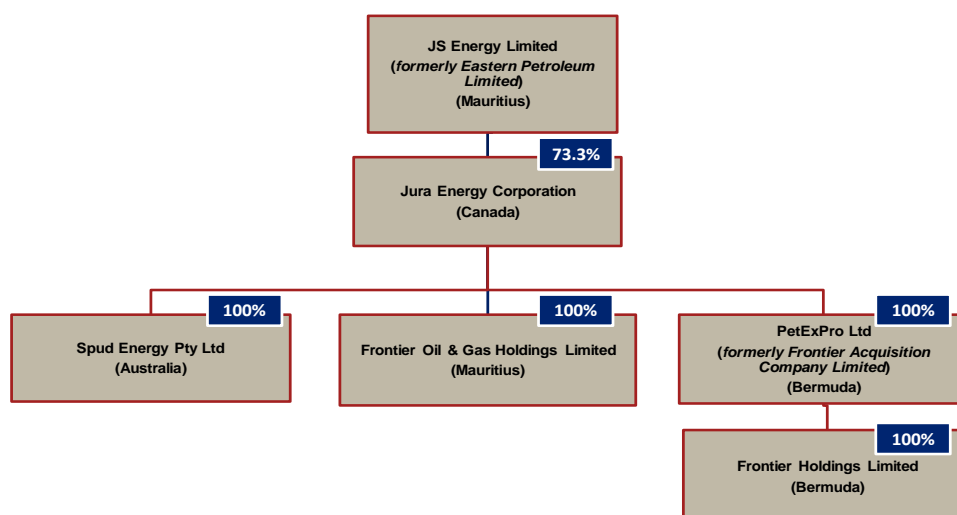 JS Energy Limited
(formerly Eastern Petroleum
Limited)
(Mauritius)
73.3%
Jura Energy Corporation
(Canada)
100%
Spud Energy Pty Ltd
(Australia)
100%
Frontier Oil & Gas Holdings Limited
(Mauritius)
100%
PetExPro Ltd
(formerly Frontier Acquisition
Company Limited)
(Bermuda)
100%
Frontier Holdings Limited
(Bermuda)